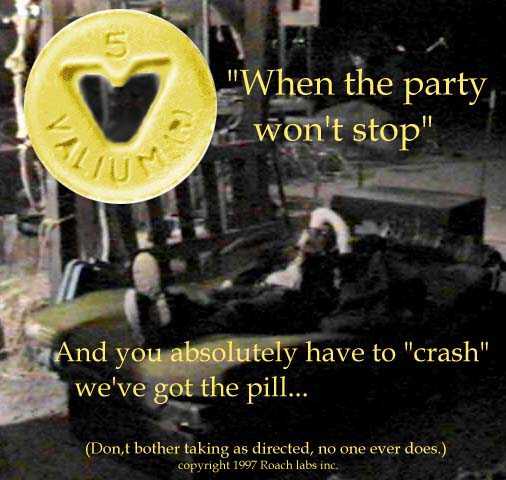 5
VALIUM®
"When the party
won't stop"
And you absolutely have to "crash"
we've got the pill...
(Don,t bother taking as directed, no one ever does.)
copyright 1997 Roach labs inc.